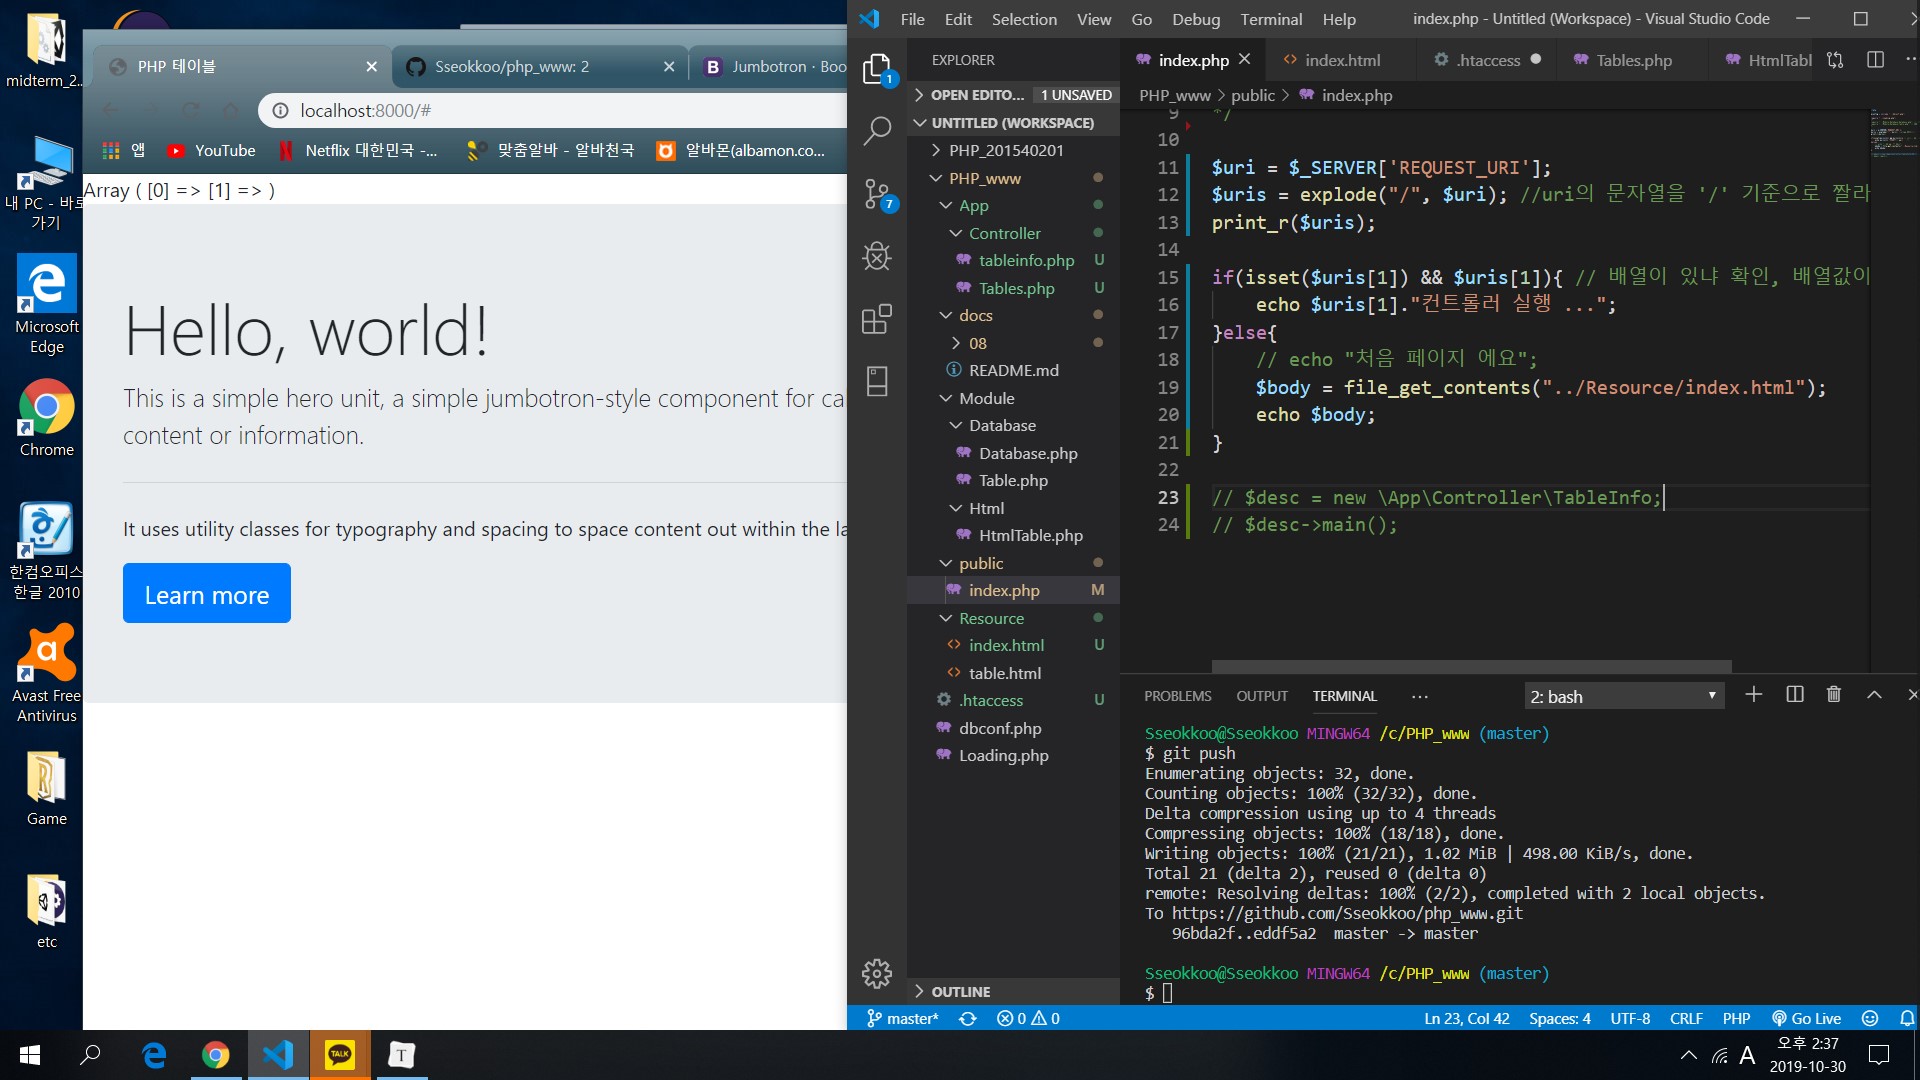 midterm_2...
내 PC - 바로
가기
Microsoft
Edge
Chrome
한컴오피스
한글 2010
Avast Free
Antivirus
Game
etc
PHP 테이블
Sseokkoo/php_www: 2
Jumbotron · Boo
localhost:8000/#
앱
YouTube
Netflix 대한민국 -...
맞춤알바 - 알바천국
알바몬(albamon.co...
Array ( [0] => [1] => )
Hello, world!
This is a simple hero unit, a simple jumbotron-style component for ca
content or information.
It uses utility classes for typography and spacing to space content out within the la
Learn more
File Edit Selection View Go Debug Terminal Help
index.php - Untitled (Workspace) - Visual Studio Code
1
7
EXPLORER
OPEN EDITO... 1 UNSAVED
UNTITLED (WORKSPACE)
PHP_201540201
PHP_www
App
Controller
tableinfo.php U
Tables.php U
docs
08
README.md
Module
Database
Database.php
Table.php
Html
HtmlTable.php
public
index.php M
Resource
index.html U
table.html
.htaccess U
dbconf.php
Loading.php
OUTLINE
index.php
index.html
.htaccess
Tables.php
HtmlTabl
PHP_www > public > index.php
9 */
10
11 $uri = $_SERVER['REQUEST_URI'];
12 $uris = explode("/", $uri); //uri의 문자열을 '/' 기준으로 짤라
13 print_r($uris);
14
15 if(isset($uris[1]) && $uris[1]){ // 배열이 있냐 확인, 배열값이
16 echo $uris[1]."컨트롤러 실행 ...";
17 }else{
18 // echo "처음 페이지 에요";
19 $body = file_get_contents("../Resource/index.html");
20 echo $body;
21 }
22
23 // $desc = new \App\Controller\TableInfo;
24 // $desc->main();
PROBLEMS OUTPUT TERMINAL ...
2: bash
Sseokkoo@Sseokkoo MINGW64 /c/PHP_www (master)
$ git push
Enumerating objects: 32, done.
Counting objects: 100% (32/32), done.
Delta compression using up to 4 threads
Compressing objects: 100% (18/18), done.
Writing objects: 100% (21/21), 1.02 MiB | 498.00 KiB/s, done.
Total 21 (delta 2), reused 0 (delta 0)
remote: Resolving deltas: 100% (2/2), completed with 2 local objects.
To https://github.com/Sseokkoo/php_www.git
96bda2f..eddf5a2 master -> master
Sseokkoo@Sseokkoo MINGW64 /c/PHP_www (master)
$
master*
0
0
Ln 23, Col 42
Spaces: 4
UTF-8
CRLF
PHP
Go Live
TALK
T
A
오후 2:37
2019-10-30